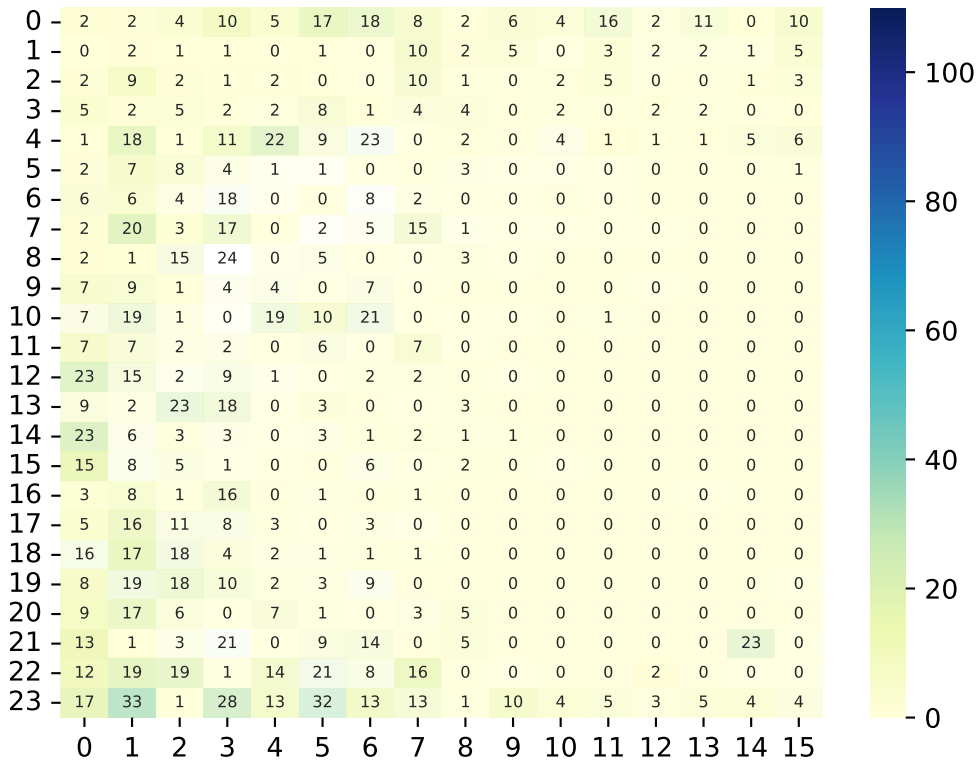 0 2 2 4 10 5 17 18 8 2 6 4 16 2 11 0 10
1 0 2 1 1 0 1 0 10 2 5 0 3 2 2 1 5
2 2 9 2 1 2 0 0 10 1 0 2 5 0 0 1 3
3 5 2 5 2 2 8 1 4 4 0 2 0 2 2 0 0
4 1 18 1 11 22 9 23 0 2 0 4 1 1 1 5 6
5 2 7 8 4 1 1 0 0 3 0 0 0 0 0 0 1
6 6 6 4 18 0 0 8 2 0 0 0 0 0 0 0 0
7 2 20 3 17 0 2 5 15 1 0 0 0 0 0 0 0
8 2 1 15 24 0 5 0 0 3 0 0 0 0 0 0 0
9 7 9 1 4 4 0 7 0 0 0 0 0 0 0 0 0
10 7 19 1 0 19 10 21 0 0 0 0 1 0 0 0 0
11 7 7 2 2 0 6 0 7 0 0 0 0 0 0 0 0
12 23 15 2 9 1 0 2 2 0 0 0 0 0 0 0 0
13 9 2 23 18 0 3 0 0 3 0 0 0 0 0 0 0
14 23 6 3 3 0 3 1 2 1 1 0 0 0 0 0 0
15 15 8 5 1 0 0 6 0 2 0 0 0 0 0 0 0
16 3 8 1 16 0 1 0 1 0 0 0 0 0 0 0 0
17 5 16 11 8 3 0 3 0 0 0 0 0 0 0 0 0
18 16 17 18 4 2 1 1 1 0 0 0 0 0 0 0 0
19 8 19 18 10 2 3 9 0 0 0 0 0 0 0 0 0
20 9 17 6 0 7 1 0 3 5 0 0 0 0 0 0 0
21 13 1 3 21 0 9 14 0 5 0 0 0 0 0 23 0
22 12 19 19 1 14 21 8 16 0 0 0 0 2 0 0 0
23 17 33 1 28 13 32 13 13 1 10 4 5 3 5 4 4
0 1 2 3 4 5 6 7 8 9 10 11 12 13 14 15
100
80
60
40
20
0